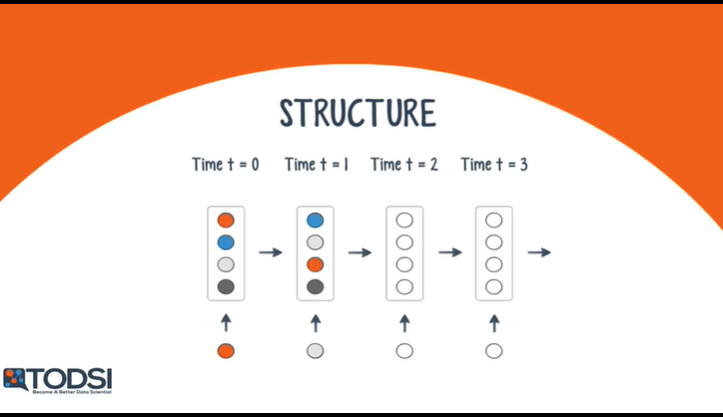 STRUCTURE
Time t = 0 Time t = 1 Time t = 2 Time t = 3
TODSI
Become A Better Data Scientist